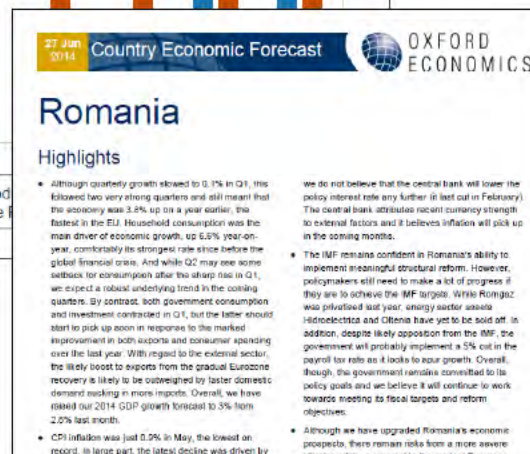 27 Jun
2014
Country Economic Forecast
OXFORD
ECONOMICS
Romania
Highlights
• Although quarterly growth slowed to 0.1% in Q1, this
followed two very strong quarters and still meant that
the economy was 3.8% up on a year earlier, the
fastest in the EU. Household consumption was the
main driver of economic growth, up 6.6% year-on-
year, comfortably its strongest rate since before the
global financial crisis. And while Q2 may see some
setback for consumption after the sharp rise in Q1,
we expect a robust underlying trend in the coming
quarters. By contrast, both government consumption
and investment contracted in Q1, but the latter should
start to pick up soon in response to the marked
improvement in both exports and consumer spending
over the last year. With regard to the external sector,
the likely boost to exports from the gradual Eurozone
recovery is likely to be outweighed by faster domestic
demand sucking in more imports. Overall, we have
raised our 2014 GDP growth forecast to 3% from
2.8% last month.
• CPI inflation was just 0.9% in May, the lowest on
record. In large part, the latest decline was driven by
we do not believe that the central bank will lower the
policy interest rate any further (it last cut in February).
The central bank attributes recent currency strength
to external factors and it believes inflation will pick up
in the coming months.
• The IMF remains confident in Romania's ability to
implement meaningful structural reform. However,
policymakers still need to make a lot of progress if
they are to achieve the IMF targets. While Romgaz
was privatised last year, energy sector assets
Hidroelectrica and Oltenia have yet to be sold off. In
addition, despite likely opposition from the IMF, the
government will probably implement a 5% cut in the
payroll tax rate as it looks to spur growth. Overall,
though, the government remains committed to its
policy goals and we believe it will continue to work
towards meeting its fiscal targets and reform
objectives.
• Although we have upgraded Romania's economic
prospects, there remain risks from a more severe